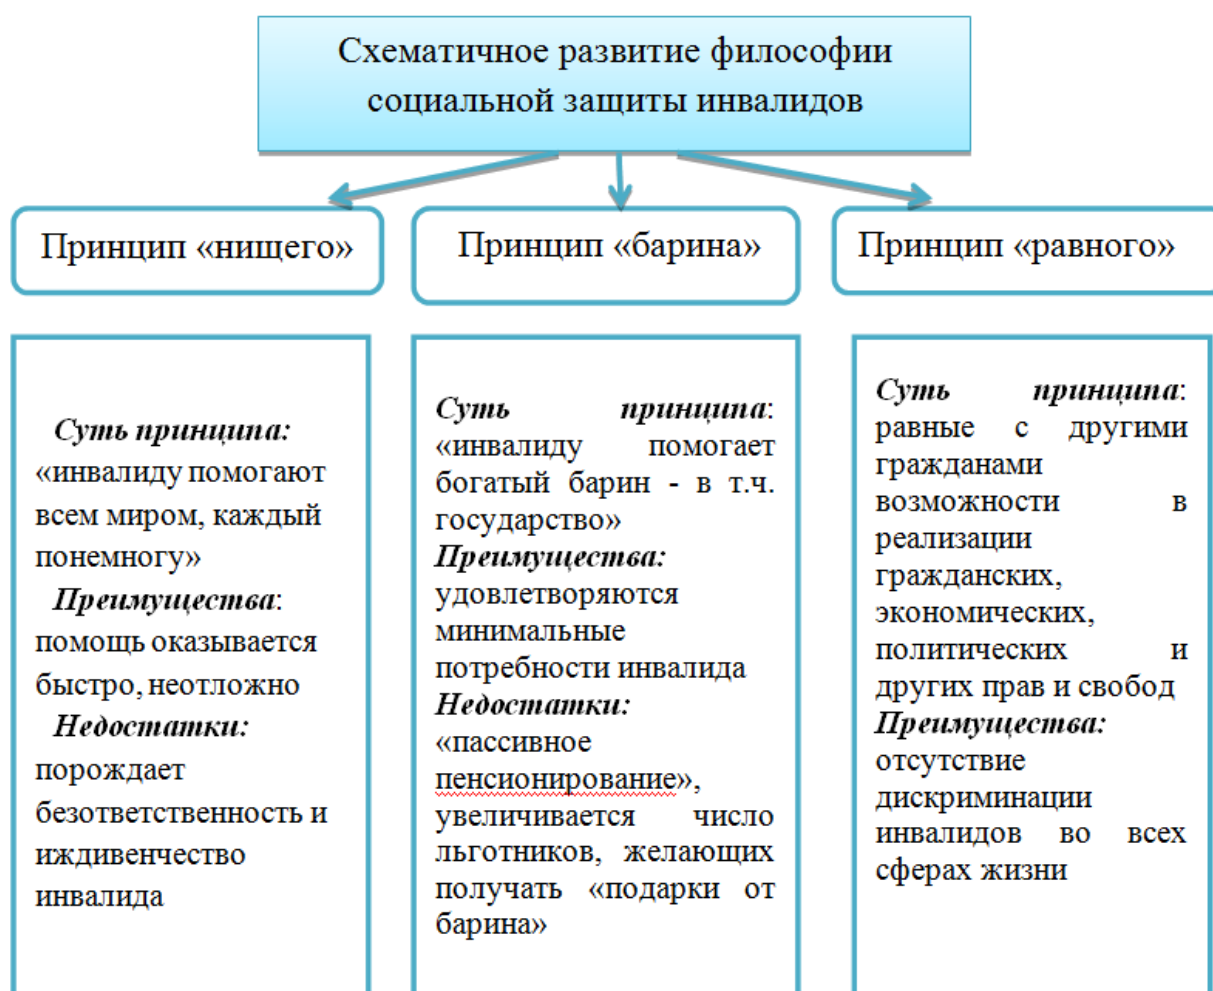 Схематичное развитие философии
социальной защиты инвалидов
Принцип «нищего»
Принцип «барина»
Принцип «равного»
Суть принципа:
«инвалиду помогают
всем миром, каждый
понемногу»
Преимущества:
помощь оказывается
быстро, неотложно
Недостатки:
порождает
безответственность и
иждивенчество
инвалида
Суть принципа:
«инвалиду помогает
богатый барин - в т.ч.
государство»
Преимущества:
удовлетворяются
минимальные
потребности инвалида
Недостатки:
«пассивное
пенсионирование»,
увеличивается число
льготников, желающих
получать «подарки от
барина»
Суть принципа:
равные с другими
гражданами
возможности в
реализации
гражданских,
экономических,
политических и
других прав и свобод
Преимущества:
отсутствие
дискриминации
инвалидов во всех
сферах жизни